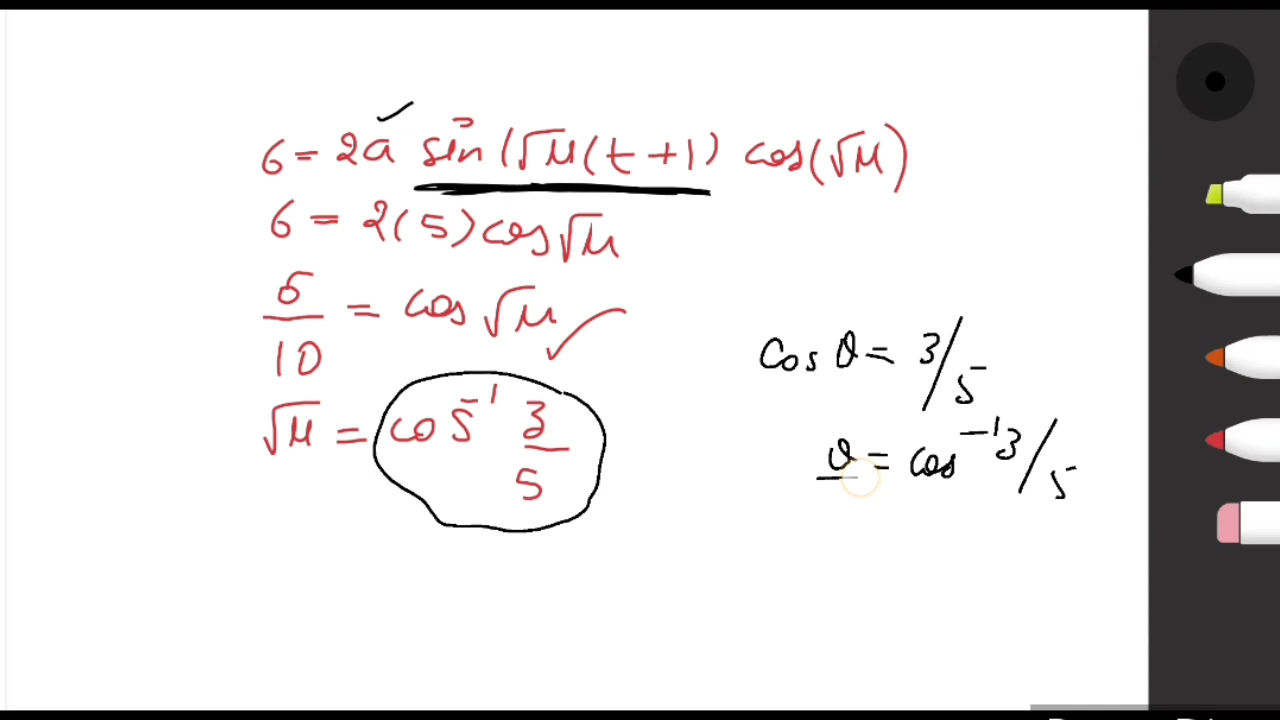 6 = 2a sin(√μ(t+1) cos(√μ)
6 = 2(5) cos√μ
6/10 = cos √μ
√μ = cos⁻¹ 3/5
cos θ = 3/5
θ = cos⁻¹ 3/5